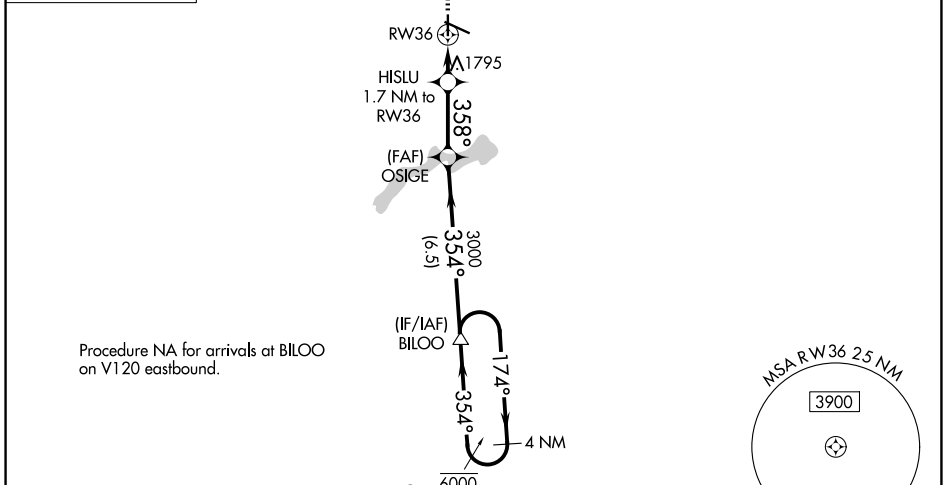 RW36
1795
HISLU
1.7 NM to
RW36
358°
(FAF)
OSIGE
3000
354°
(6.5)
(IF/IAF)
BILOO
Procedure NA for arrivals at BILOO
on V120 eastbound.
174°
354°
4 NM
6000
MSA RW36 25 NM
3900